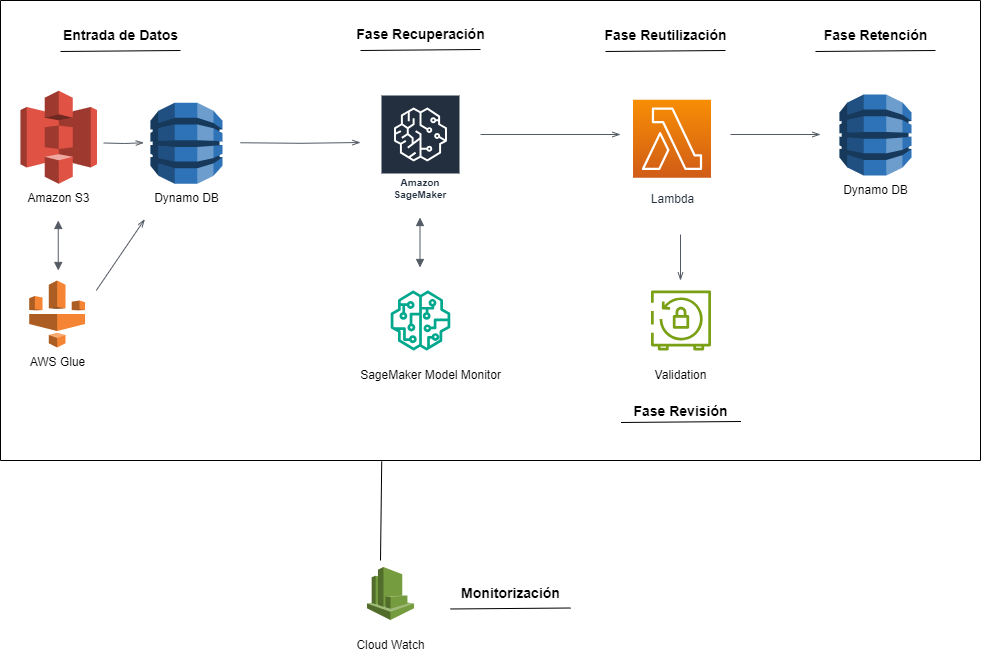 Entrada de Datos
Fase Recuperación
Fase Reutilización
Fase Retención
Amazon S3
Dynamo DB
Amazon
SageMaker
Lambda
Dynamo DB
AWS Glue
SageMaker Model Monitor
Validation
Fase Revisión
Monitorización
Cloud Watch